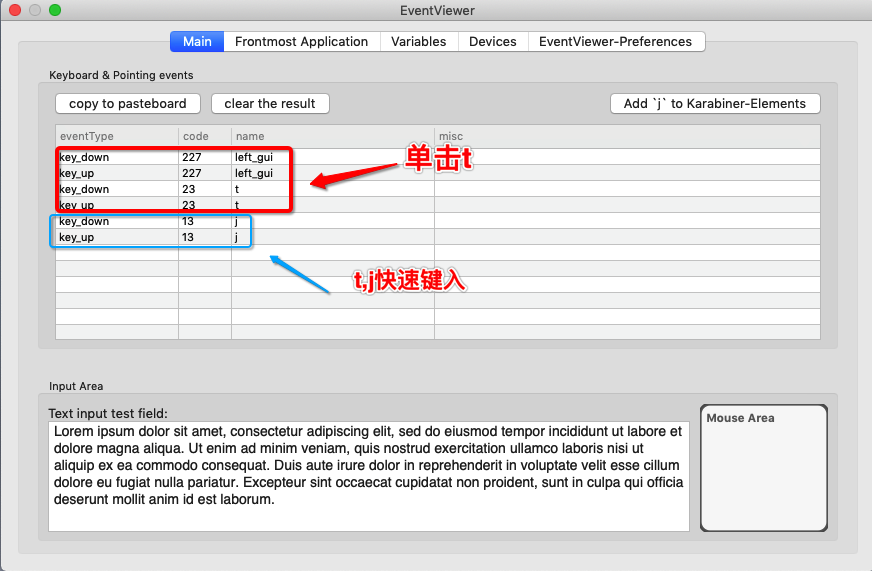 EventViewer
Main
Frontmost Application
Variables
Devices
EventViewer-Preferences
Keyboard & Pointing events
copy to pasteboard
clear the result
Add `j` to Karabiner-Elements
eventType code name misc
key_down 227 left_gui
key_up 227 left_gui
key_down 23 t
key_up 23 t
key_down 13 j
key_up 13 j
单击t
t,j快速键入
Input Area
Text input test field:
Lorem ipsum dolor sit amet, consectetur adipiscing elit, sed do eiusmod tempor incididunt ut labore et
dolore magna aliqua. Ut enim ad minim veniam, quis nostrud exercitation ullamco laboris nisi ut
aliquip ex ea commodo consequat. Duis aute irure dolor in reprehenderit in voluptate velit esse cillum
dolore eu fugiat nulla pariatur. Excepteur sint occaecat cupidatat non proident, sunt in culpa qui officia
deserunt mollit anim id est laborum.
Mouse Area